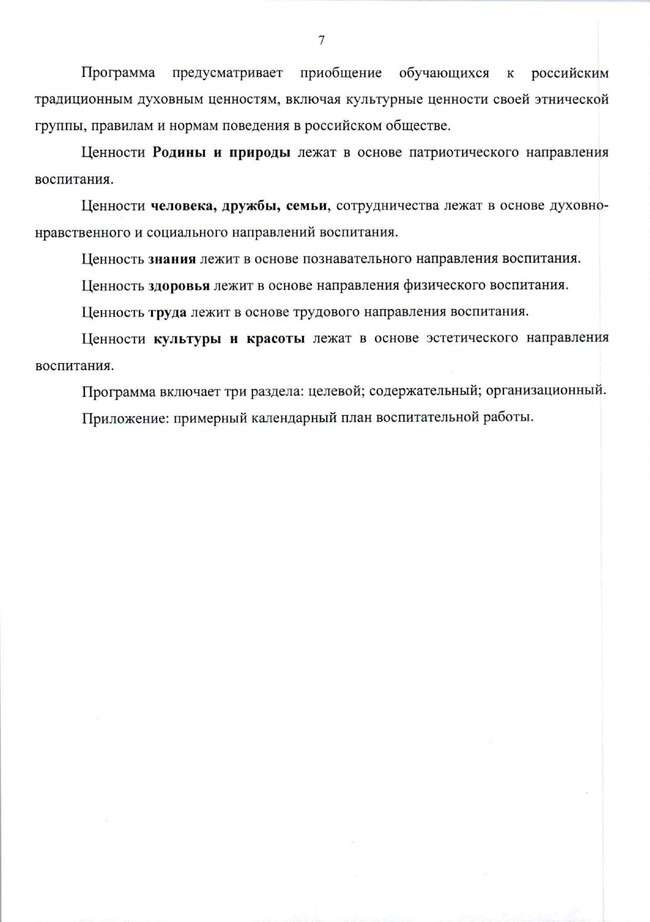 7
Программа предусматривает приобщение обучающихся к российским
традиционным духовным ценностям, включая культурные ценности своей этнической
группы, правилам и нормам поведения в российском обществе.
Ценности Родины и природы лежат в основе патриотического направления
воспитания.
Ценности человека, дружбы, семьи, сотрудничества лежат в основе духовно-
нравственного и социального направлений воспитания.
Ценность знания лежит в основе познавательного направления воспитания.
Ценность здоровья лежит в основе направления физического воспитания.
Ценность труда лежит в основе трудового направления воспитания.
Ценности культуры и красоты лежат в основе эстетического направления
воспитания.
Программа включает три раздела: целевой; содержательный; организационный.
Приложение: примерный календарный план воспитательной работы.